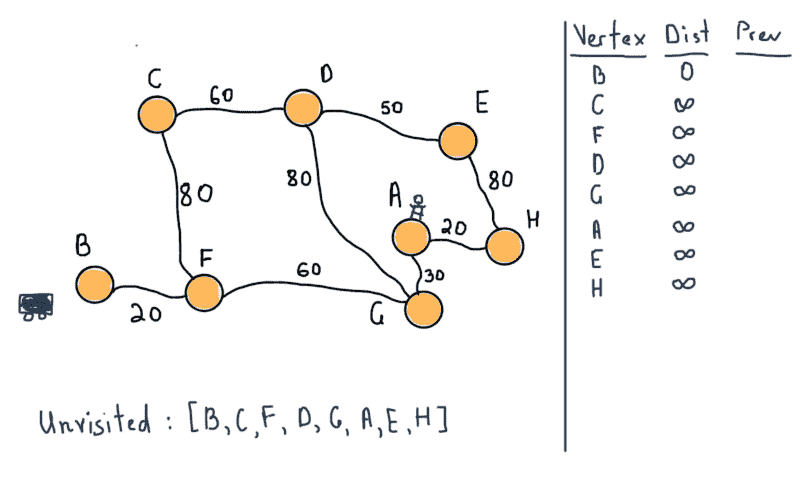 Vertex Dist Prev
B 0
C ∞
F ∞
D ∞
G ∞
A ∞
E ∞
H ∞
C 60 D 50 E
80 80 80
A 20 H
B F 30
20 60 G
Unvisited : [B, C, F, D, G, A, E, H]